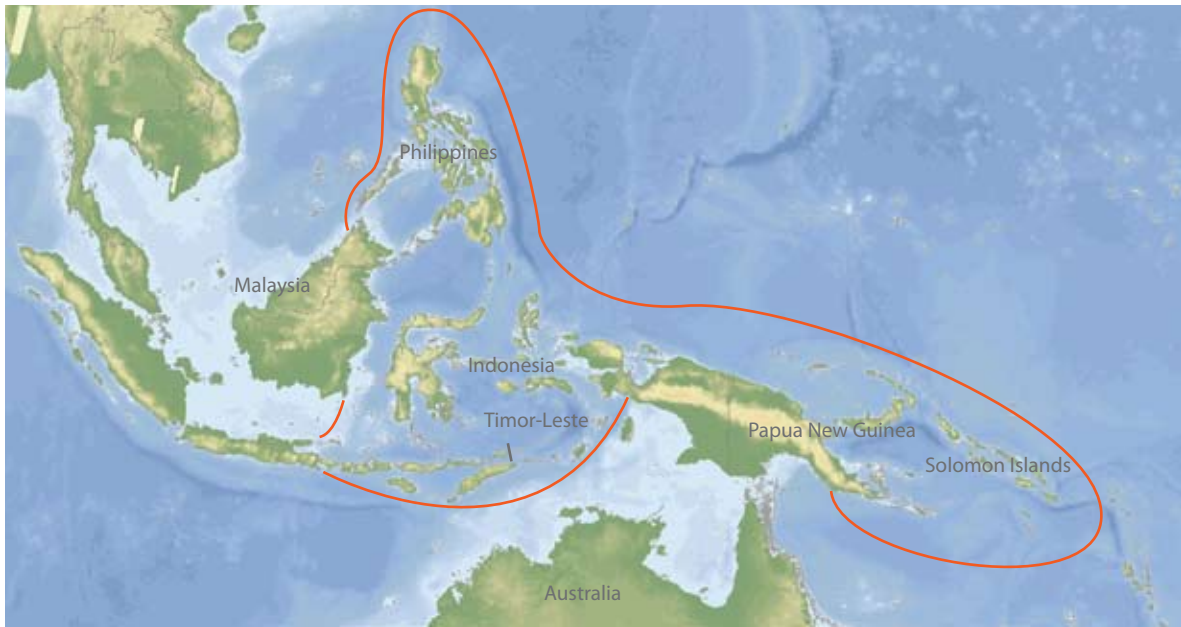 Philippines
Malaysia
Indonesia
Timor-Leste
Papua New Guinea
Solomon Islands
Australia